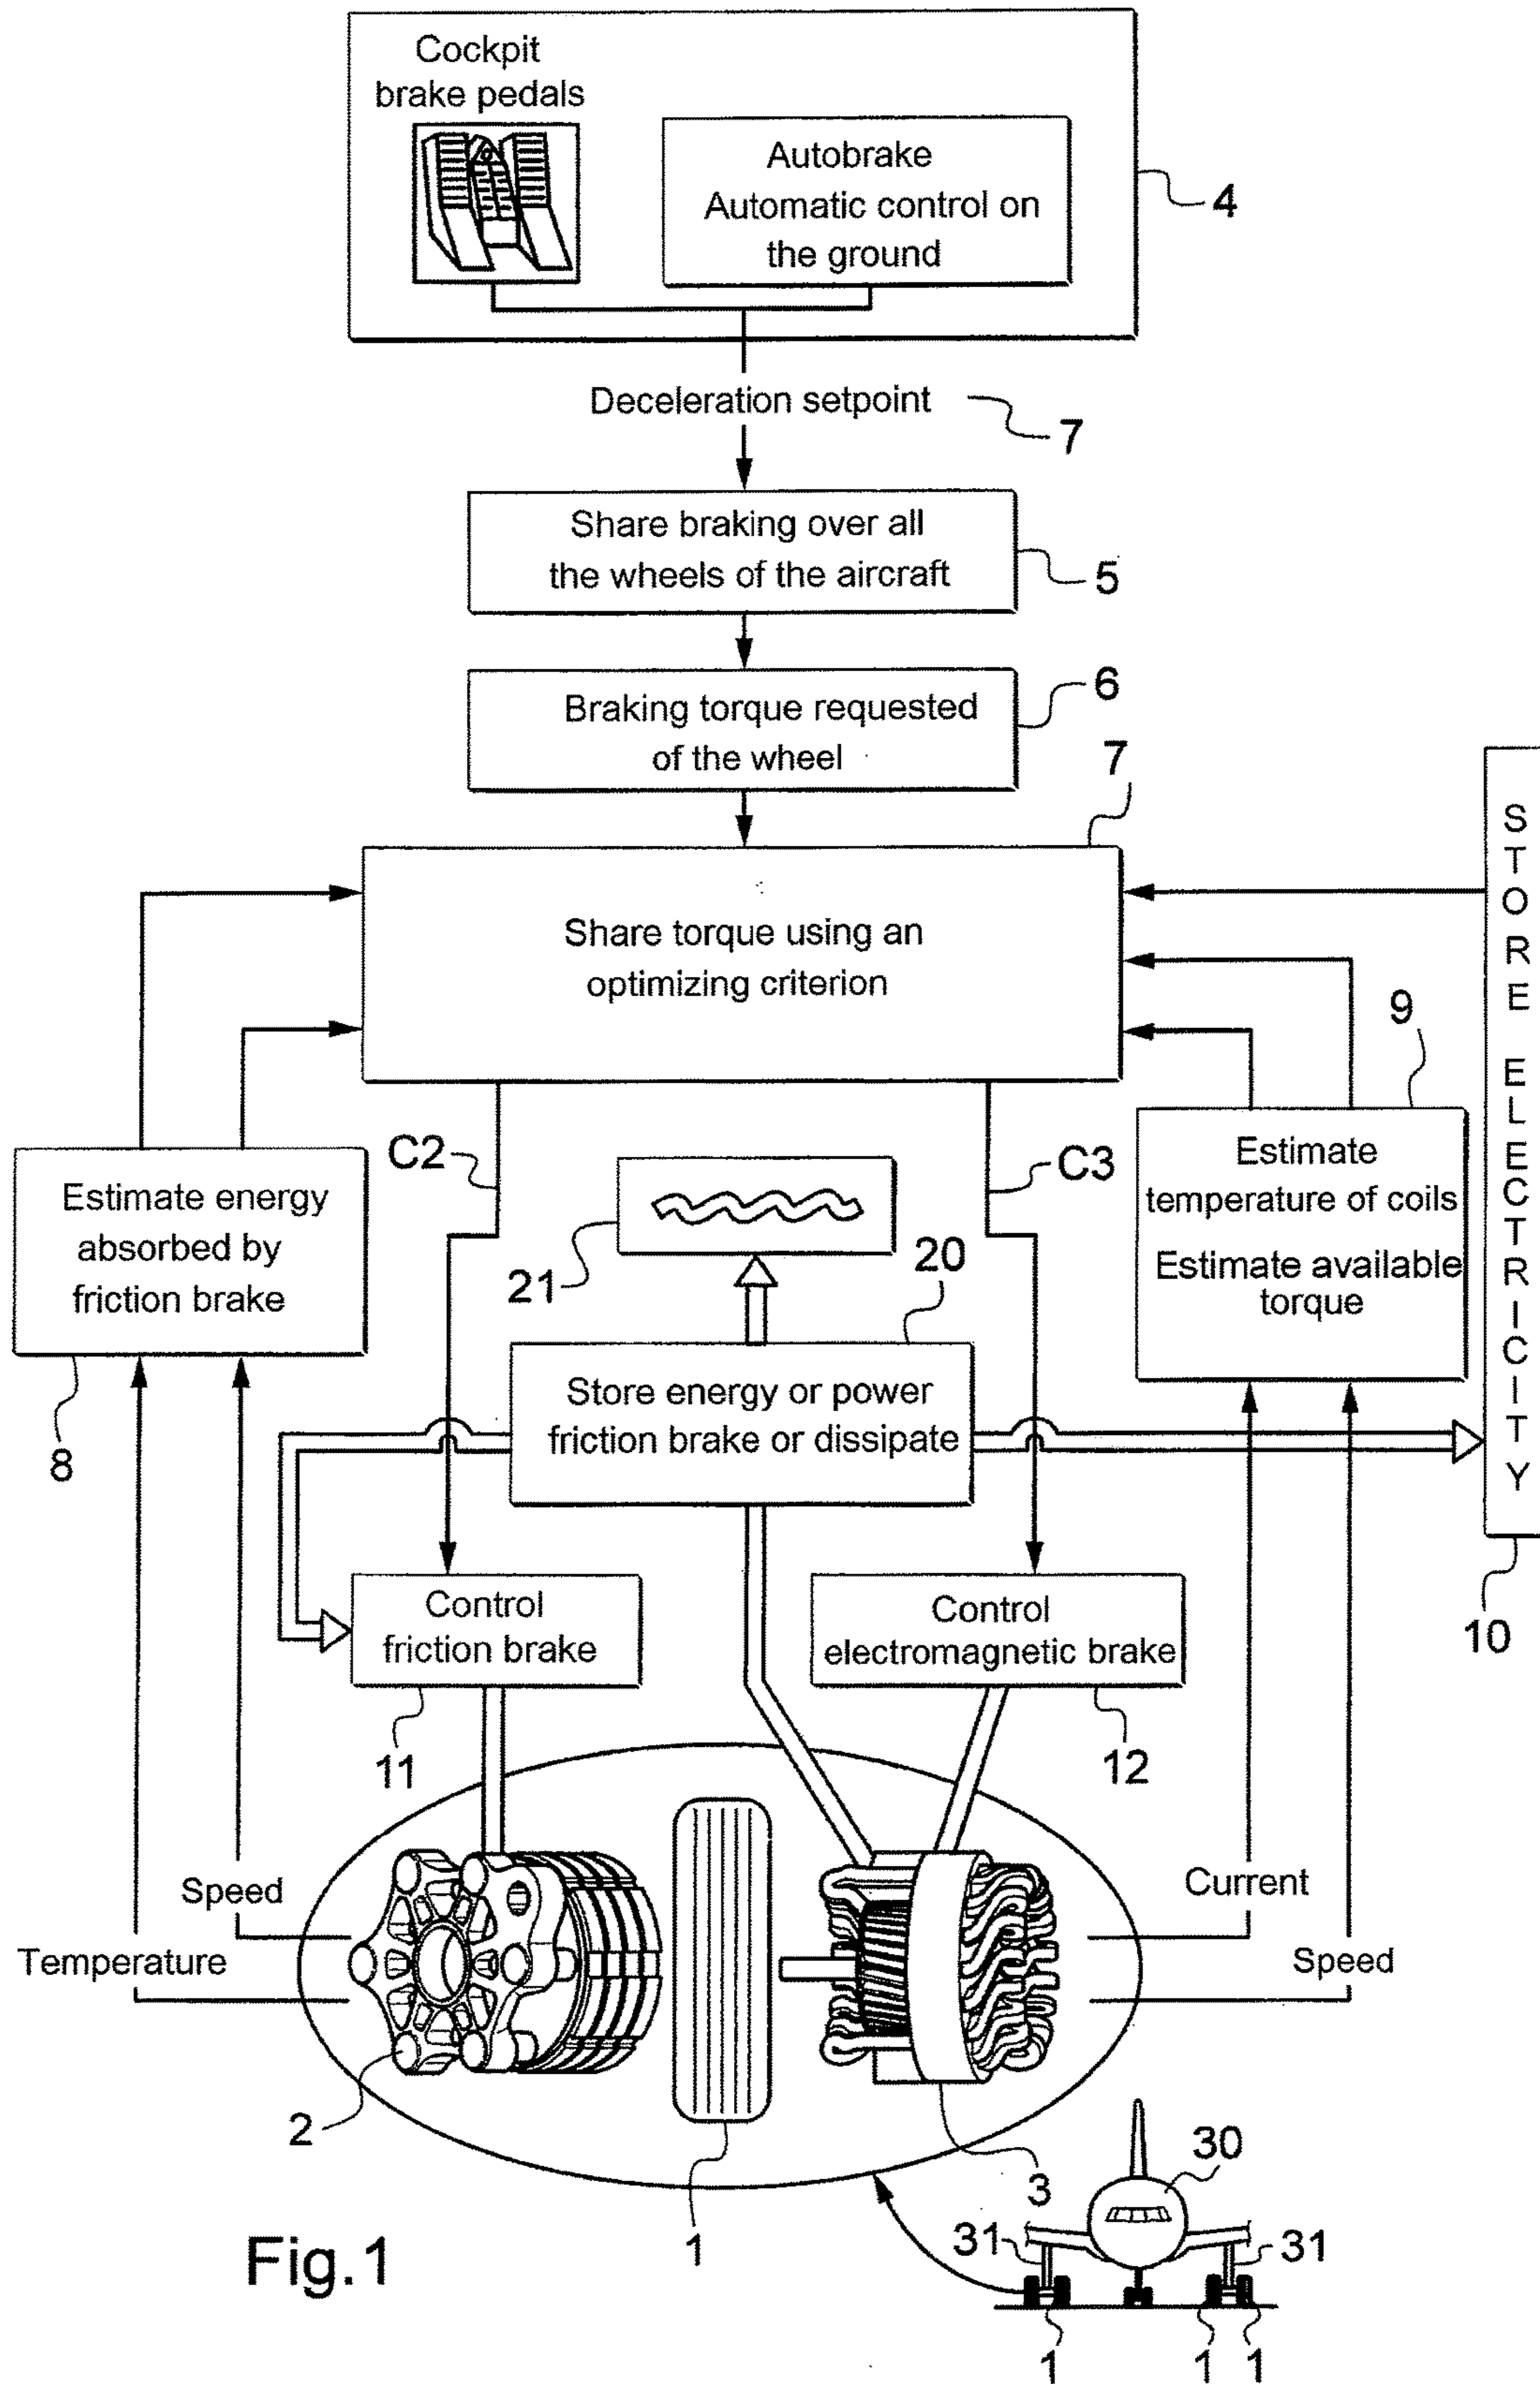 Cockpit
brake pedals
Autobrake
Automatic control on
the ground
4
Deceleration setpoint
7
Share braking over all
the wheels of the aircraft
5
Braking torque requested
of the wheel
6
7
Share torque using an
optimizing criterion
STORE ELECTRICITY
9
C2
C3
Estimate energy
absorbed by
friction brake
8
Estimate
temperature of coils
Estimate available
torque
21
20
Store energy or power
friction brake or dissipate
10
Control
friction brake
11
Control
electromagnetic brake
12
Speed
Temperature
Current
Speed
2
1
3
30
31
31
1
1
1
Fig.1